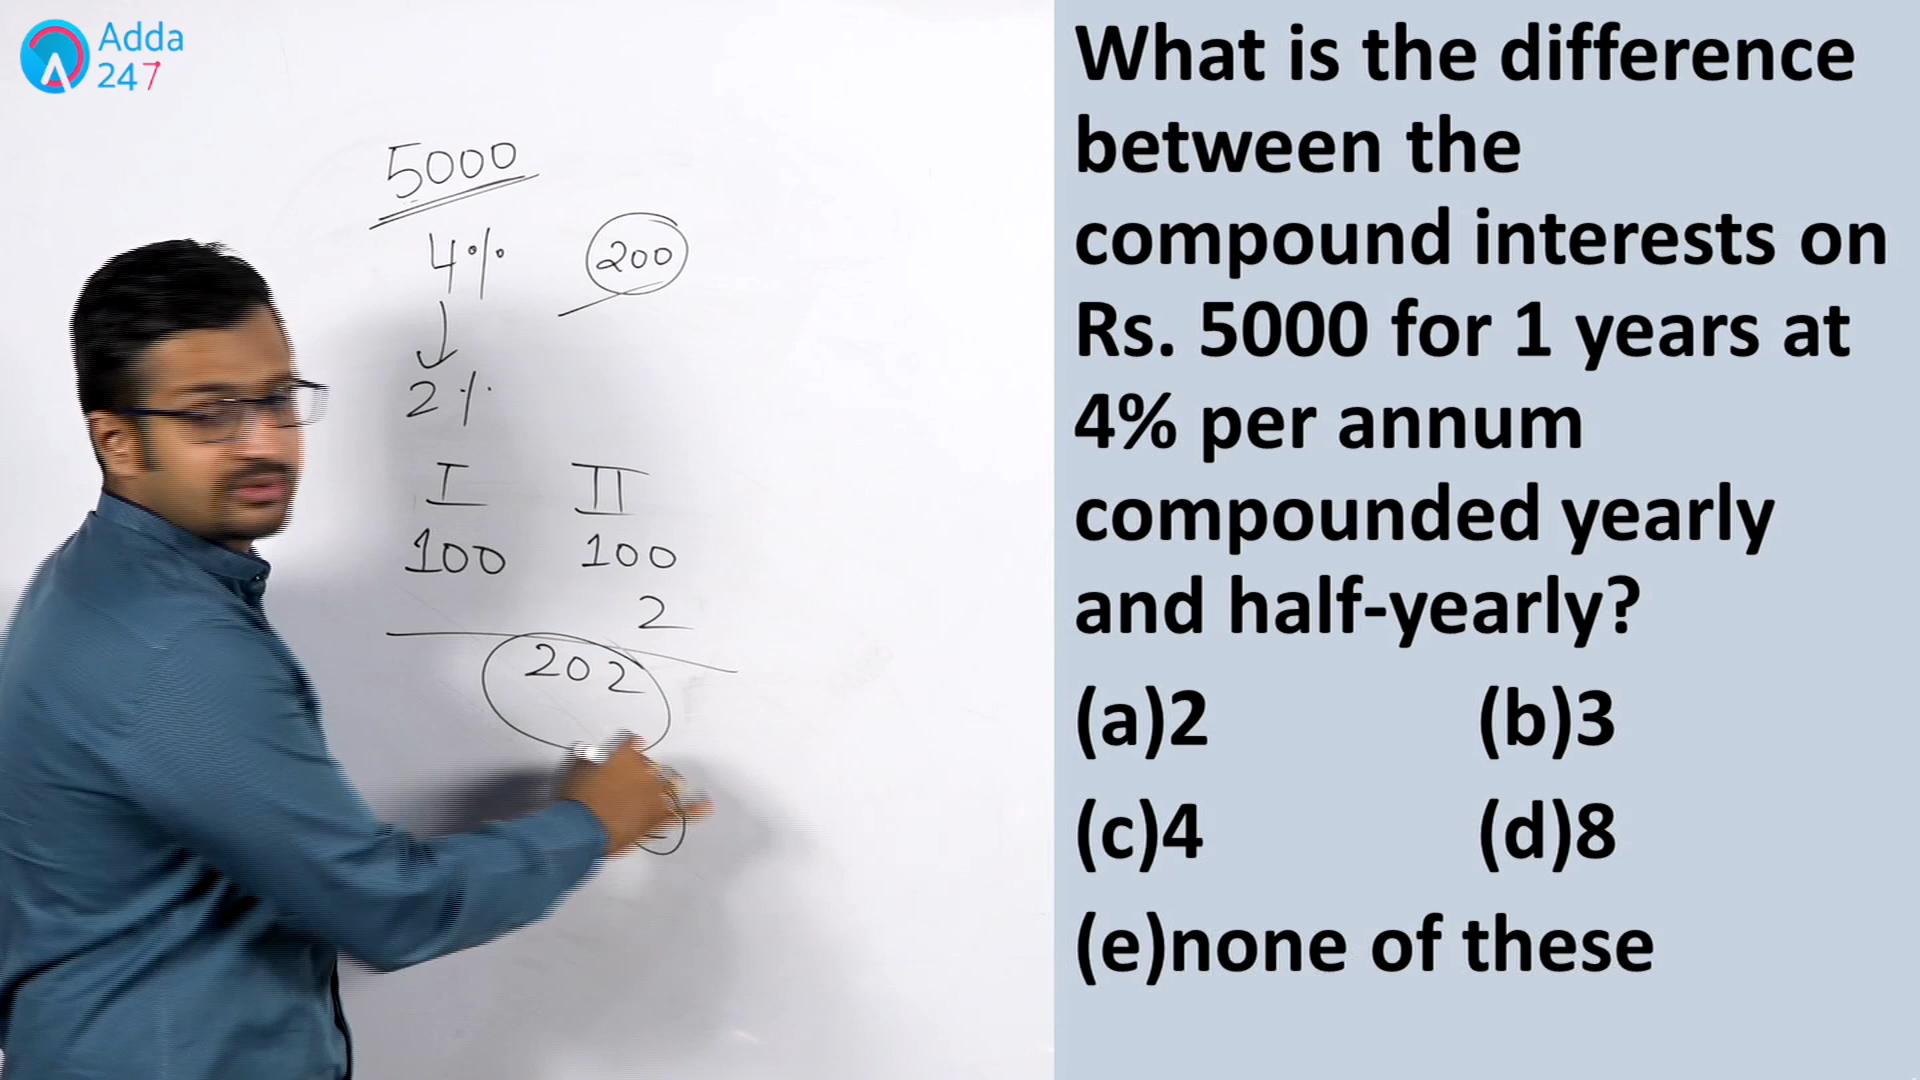 Adda
247
5000
4%
200
2%
I II
100 100
2
202
What is the difference
between the
compound interests on
Rs. 5000 for 1 years at
4% per annum
compounded yearly
and half-yearly?
(a)2 (b)3
(c)4 (d)8
(e)none of these